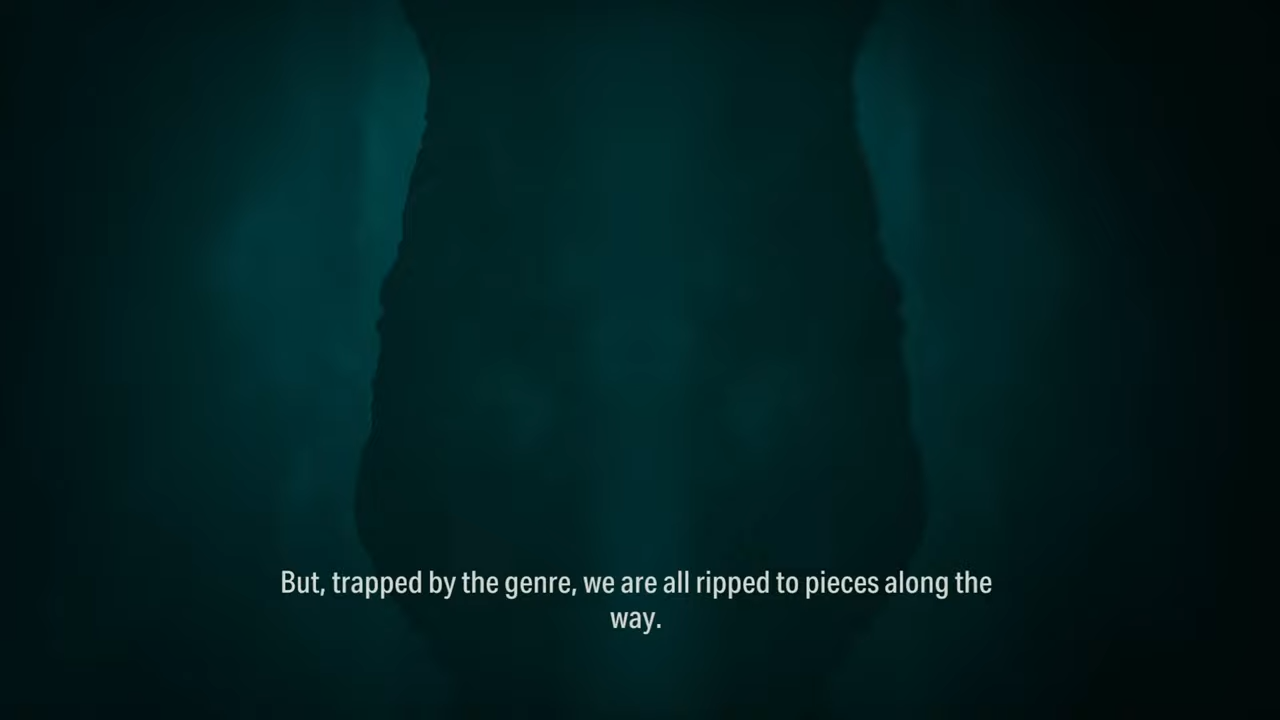 But, trapped by the genre, we are all ripped to pieces along the
way.